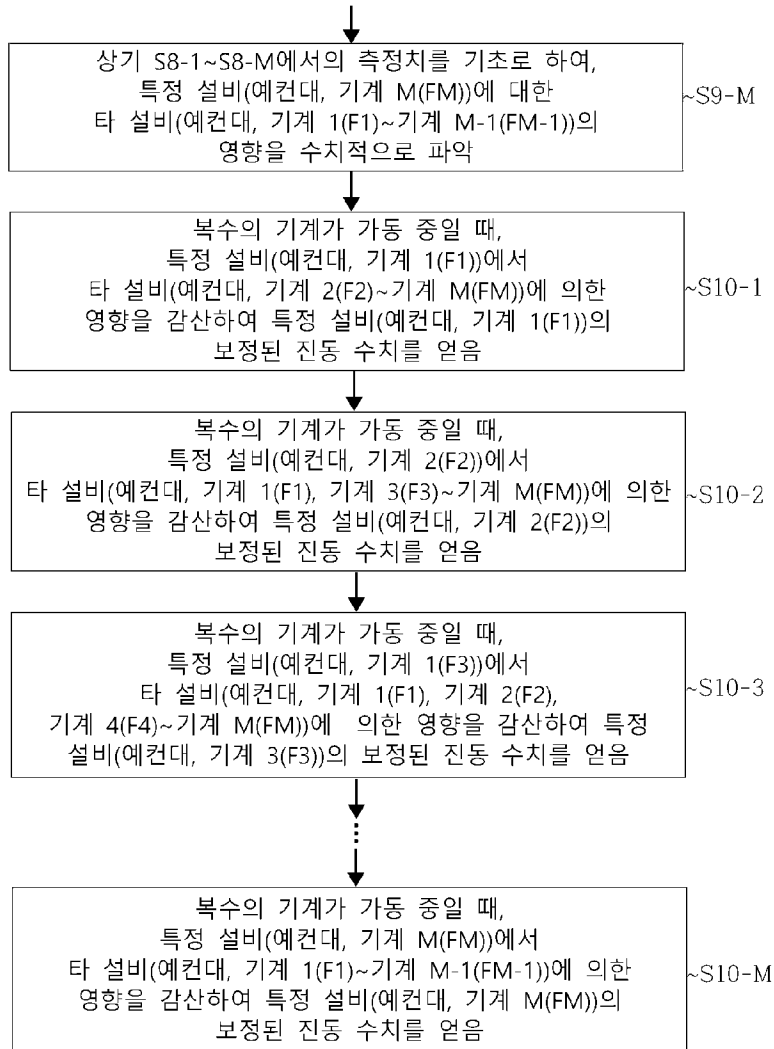 상기 S8-1~S8-M에서의 측정치를 기초로 하여,
특정 설비(예컨대, 기계 M(FM))에 대한
타 설비(예컨대, 기계 1(F1)~기계 M-1(FM-1))의
영향을 수치적으로 파악
~S9-M
복수의 기계가 가동 중일 때,
특정 설비(예컨대, 기계 1(F1))에서
타 설비(예컨대, 기계 2(F2)~기계 M(FM))에 의한
영향을 감산하여 특정 설비(예컨대, 기계 1(F1))의
보정된 진동 수치를 얻음
~S10-1
복수의 기계가 가동 중일 때,
특정 설비(예컨대, 기계 2(F2))에서
타 설비(예컨대, 기계 1(F1), 기계 3(F3)~기계 M(FM))에 의한
영향을 감산하여 특정 설비(예컨대, 기계 2(F2))의
보정된 진동 수치를 얻음
~S10-2
복수의 기계가 가동 중일 때,
특정 설비(예컨대, 기계 1(F3))에서
타 설비(예컨대, 기계 1(F1), 기계 2(F2),
기계 4(F4)~기계 M(FM))에 의한 영향을 감산하여 특정
설비(예컨대, 기계 3(F3))의 보정된 진동 수치를 얻음
~S10-3
복수의 기계가 가동 중일 때,
특정 설비(예컨대, 기계 M(FM))에서
타 설비(예컨대, 기계 1(F1)~기계 M-1(FM-1))에 의한
영향을 감산하여 특정 설비(예컨대, 기계 M(FM))의
보정된 진동 수치를 얻음
~S10-M